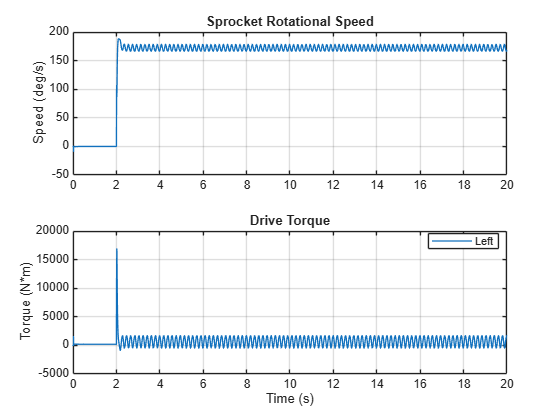 Sprocket Rotational Speed
200
150
100
50
0
-50
Speed (deg/s)
0 2 4 6 8 10 12 14 16 18 20
Drive Torque
20000
15000
10000
5000
0
-5000
Torque (N*m)
Left
0 2 4 6 8 10 12 14 16 18 20
Time (s)